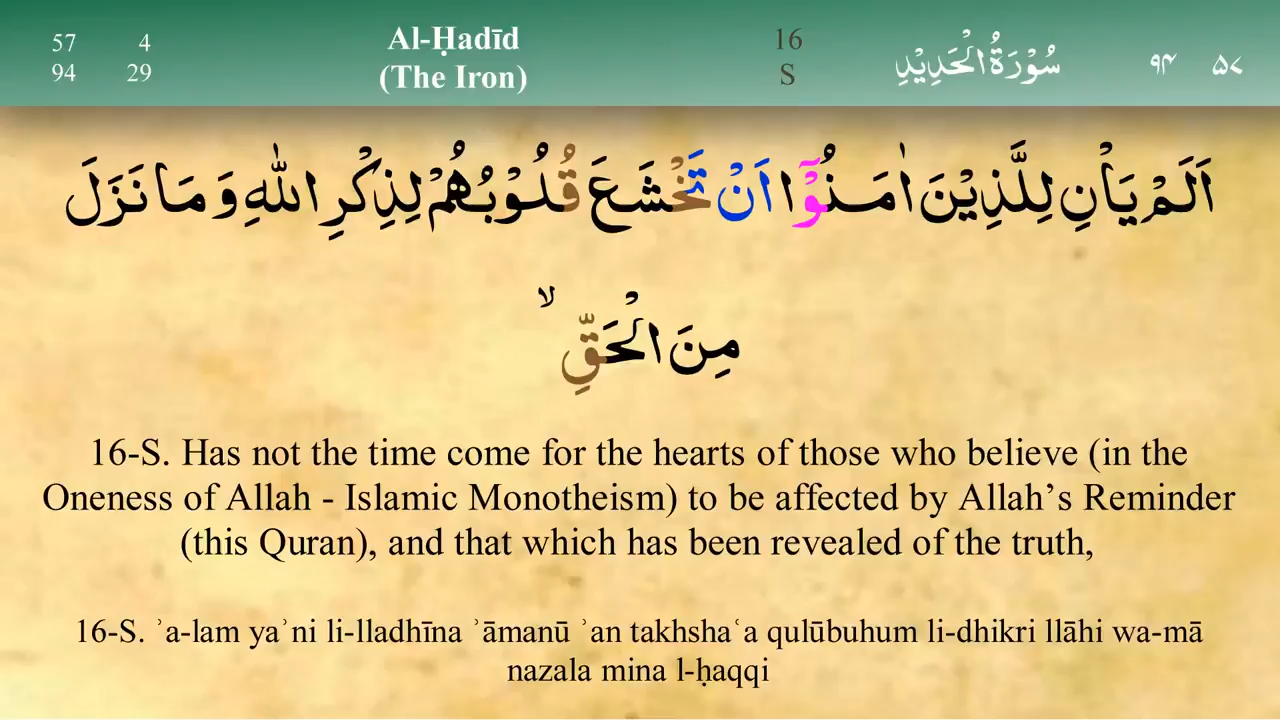 57 4 Al-Ḥadīd 16 سُوْرَةُ الْحَدِيْدِ ٩٤ ٥٧
94 29 (The Iron) S
اَلَمْ يَاْنِ لِلَّذِيْنَ اٰمَنُوْۤا اَنْ تَخْشَعَ قُلُوْبُهُمْ لِذِكْرِ اللّٰهِ وَ مَا نَزَلَ
مِنَ الْحَقِّ ۙ
16-S. Has not the time come for the hearts of those who believe (in the
Oneness of Allah - Islamic Monotheism) to be affected by Allah’s Reminder
(this Quran), and that which has been revealed of the truth,
16-S. ʾa-lam yaʾni li-lladhīna ʾāmanū ʾan takhshaʿa qulūbuhum li-dhikri llāhi wa-mā
nazala mina l-ḥaqqi